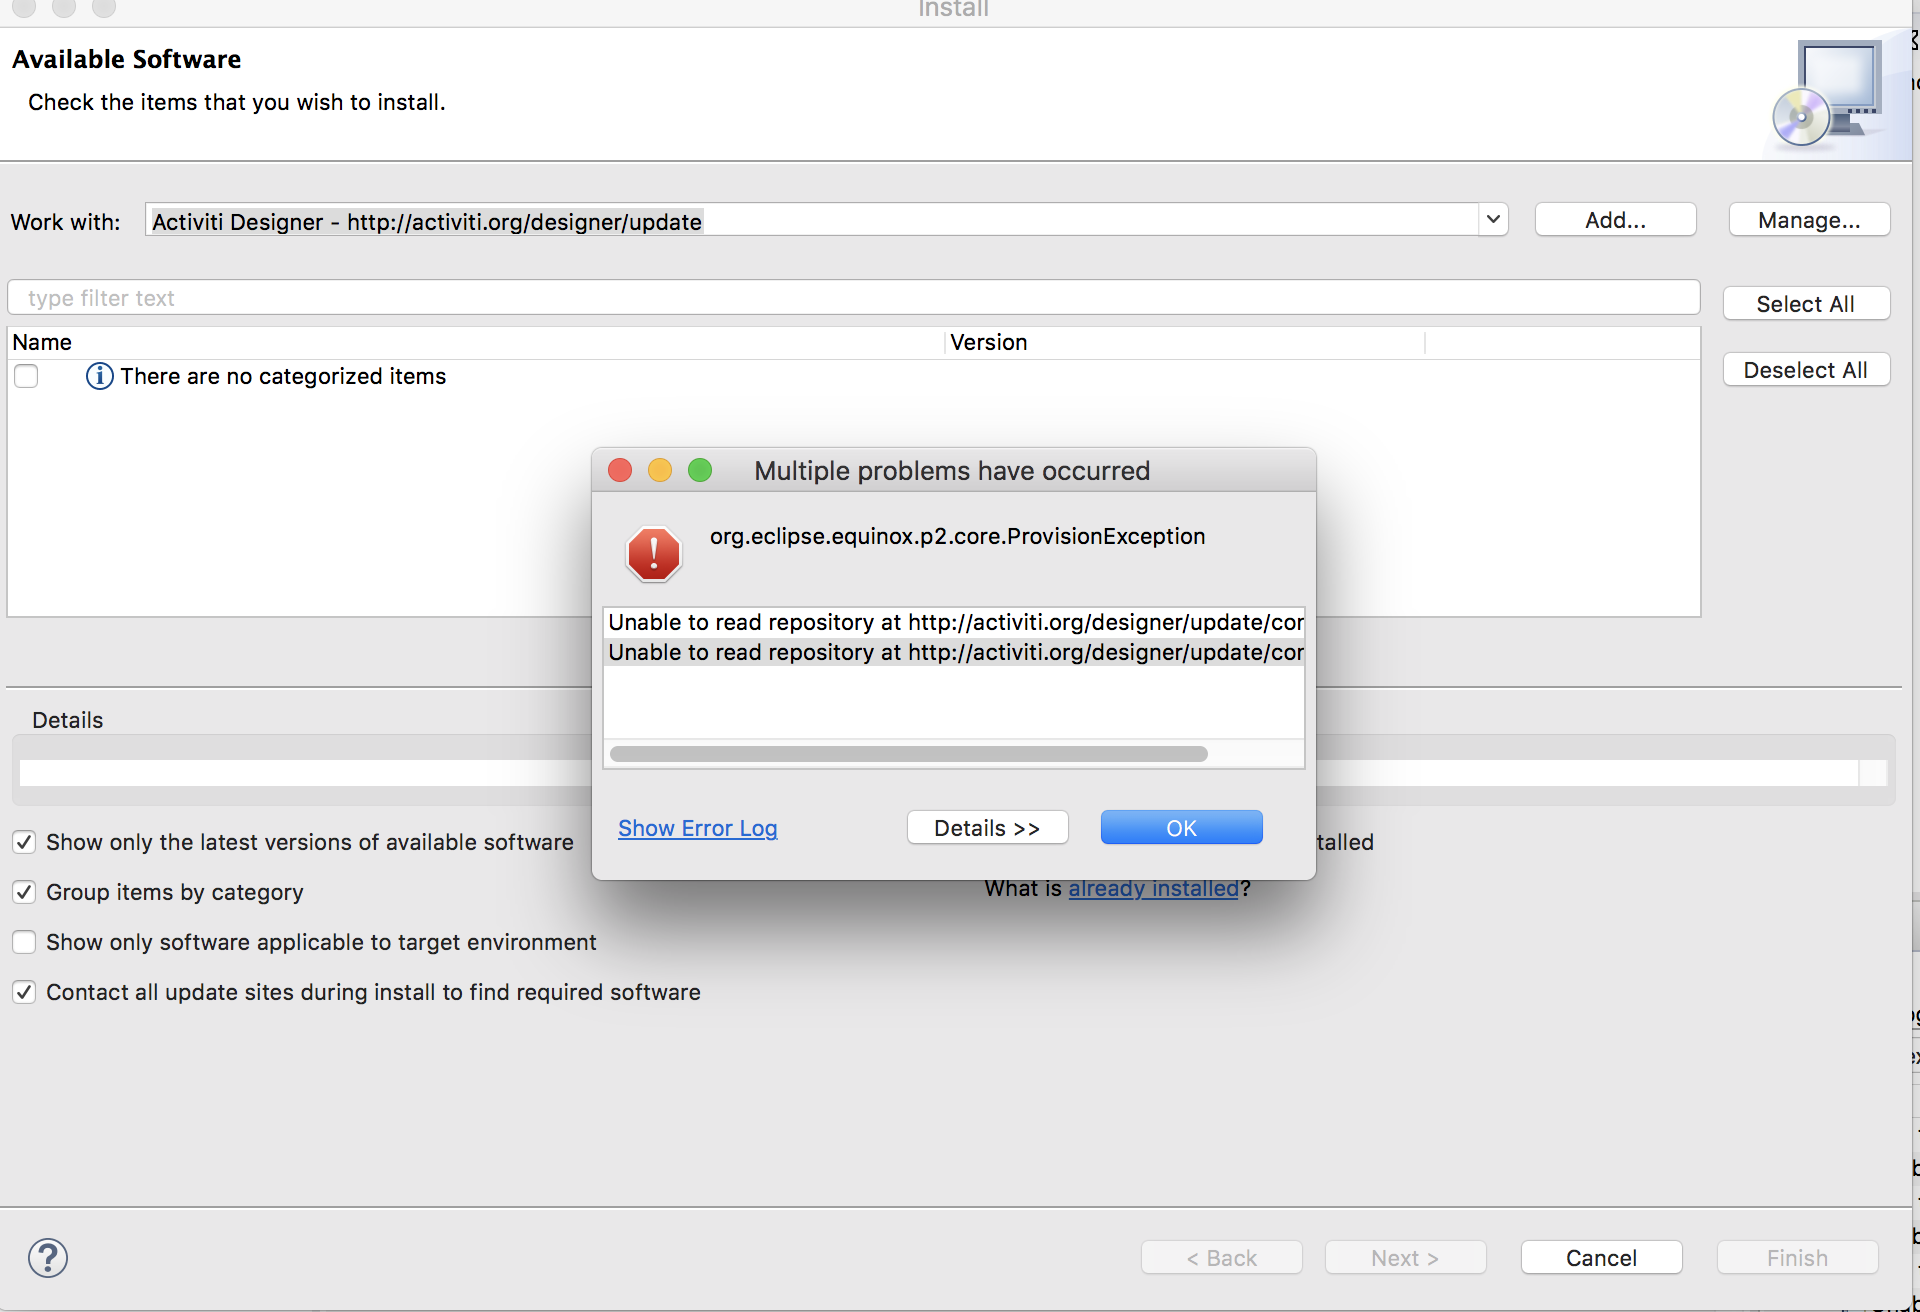 Install
Available Software
Check the items that you wish to install.
Work with: Activiti Designer - http://activiti.org/designer/update Add... Manage...
type filter text
Select All
Name Version
There are no categorized items
Deselect All
Multiple problems have occurred
org.eclipse.equinox.p2.core.ProvisionException
Unable to read repository at http://activiti.org/designer/update/cor
Unable to read repository at http://activiti.org/designer/update/cor
Details
Show Error Log Details >> OK
Show only the latest versions of available software talled
Group items by category What is already installed?
Show only software applicable to target environment
Contact all update sites during install to find required software
? < Back Next > Cancel Finish